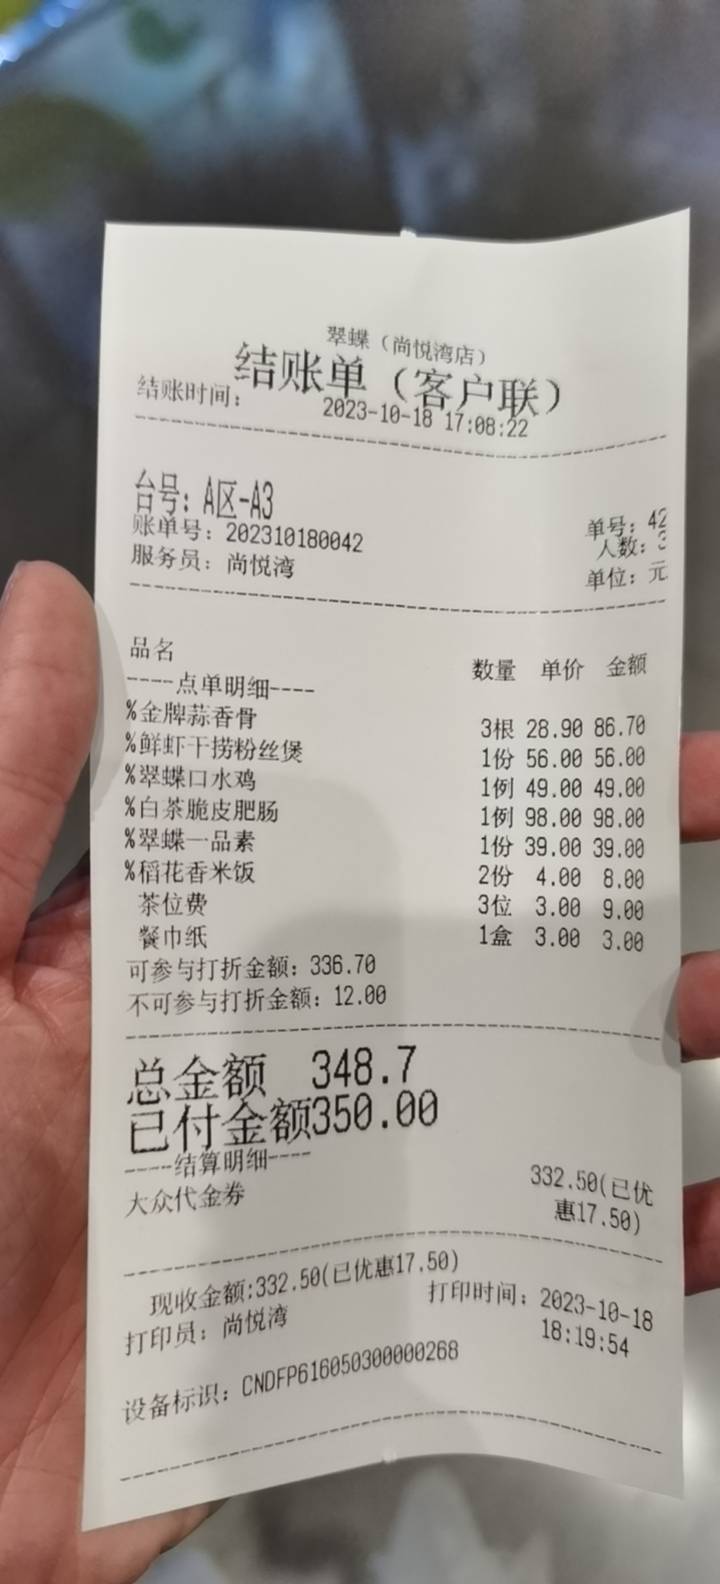 翠蝶（尚悦湾店）
结账单（客户联）
结账时间： 2023-10-18 17:08:22
台号：A区-A3
账单号：202310180042 单号：42
服务员：尚悦湾 人数：3
单位：元
品名 数量 单价 金额
----点单明细----
%金牌蒜香骨 3根 28.90 86.70
%鲜虾干捞粉丝煲 1份 56.00 56.00
%翠蝶口水鸡 1例 49.00 49.00
%白茶脆皮肥肠 1例 98.00 98.00
%翠蝶一品素 1份 39.00 39.00
%稻花香米饭 2份 4.00 8.00
茶位费 3位 3.00 9.00
餐巾纸 1盒 3.00 3.00
可参与打折金额：336.70
不可参与打折金额：12.00
总金额 348.7
已付金额350.00
----结算明细----
大众代金券 332.50(已优
惠17.50)
现收金额:332.50(已优惠17.50)
打印员：尚悦湾 打印时间：2023-10-18
18:19:54
设备标识：CNDFP616050300000268